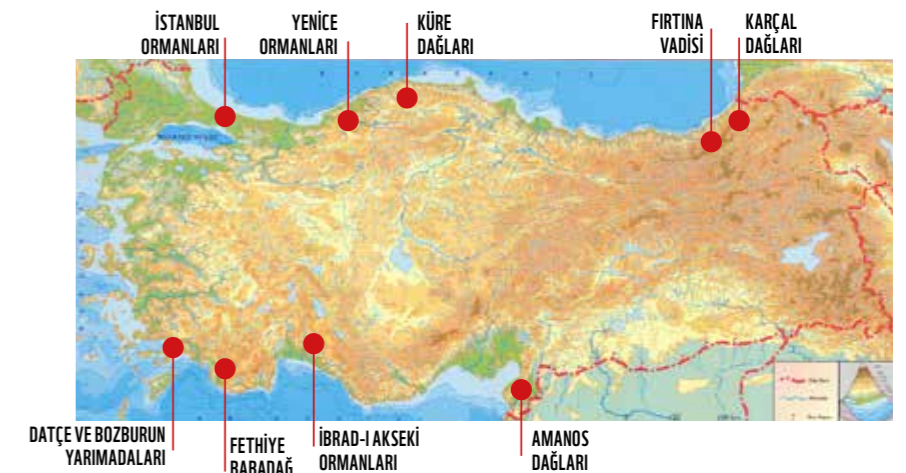 İSTANBUL
ORMANLARI
YENİCE
ORMANLARI
KÜRE
DAĞLARI
FIRTINA
VADİSİ
KARÇAL
DAĞLARI
DATÇE VE BOZBURUN
YARIMADALARI
FETHİYE
BABADAĞ
İBRAD-I AKSEKİ
ORMANLARI
AMANOS
DAĞLARI